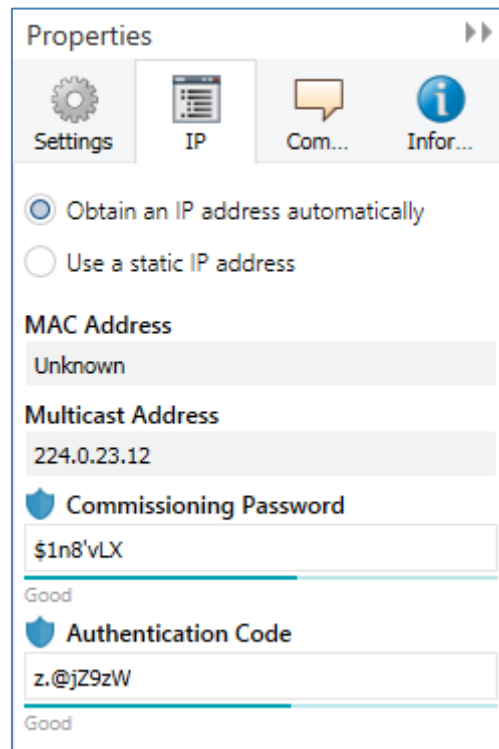 Properties
Settings
IP
Com...
Infor...
Obtain an IP address automatically
Use a static IP address
MAC Address
Unknown
Multicast Address
224.0.23.12
Commissioning Password
$1n8'vLX
Good
Authentication Code
z.@jZ9zW
Good